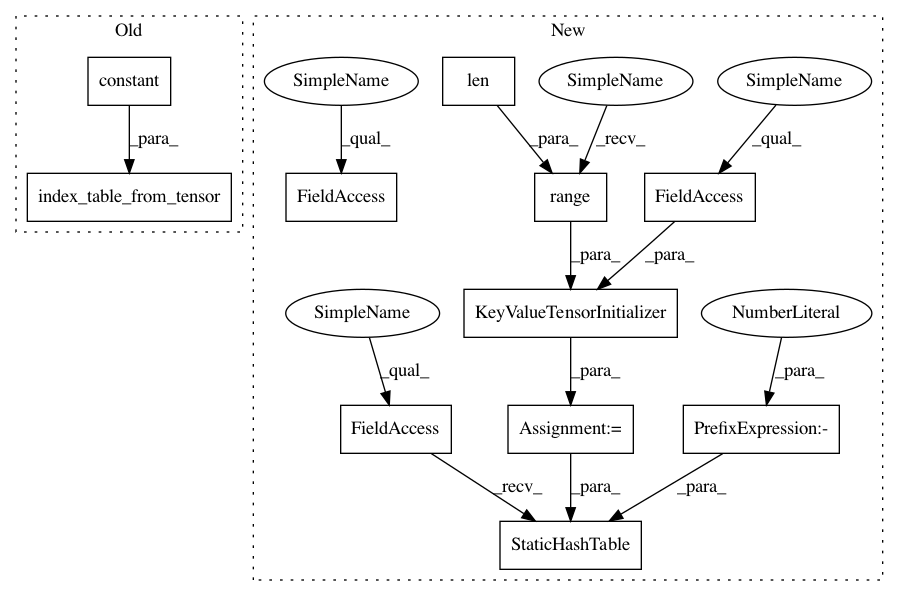 Old
New
constant
SimpleName
len
SimpleName
SimpleName
_para_
_qual_
_para_
_recv_
_qual_
index_table_from_tensor
FieldAccess
range
FieldAccess
_para_
_para_
SimpleName
KeyValueTensorInitializer
NumberLiteral
_qual_
_para_
_para_
FieldAccess
Assignment:=
PrefixExpression:-
_recv_
_para_
_para_
StaticHashTable